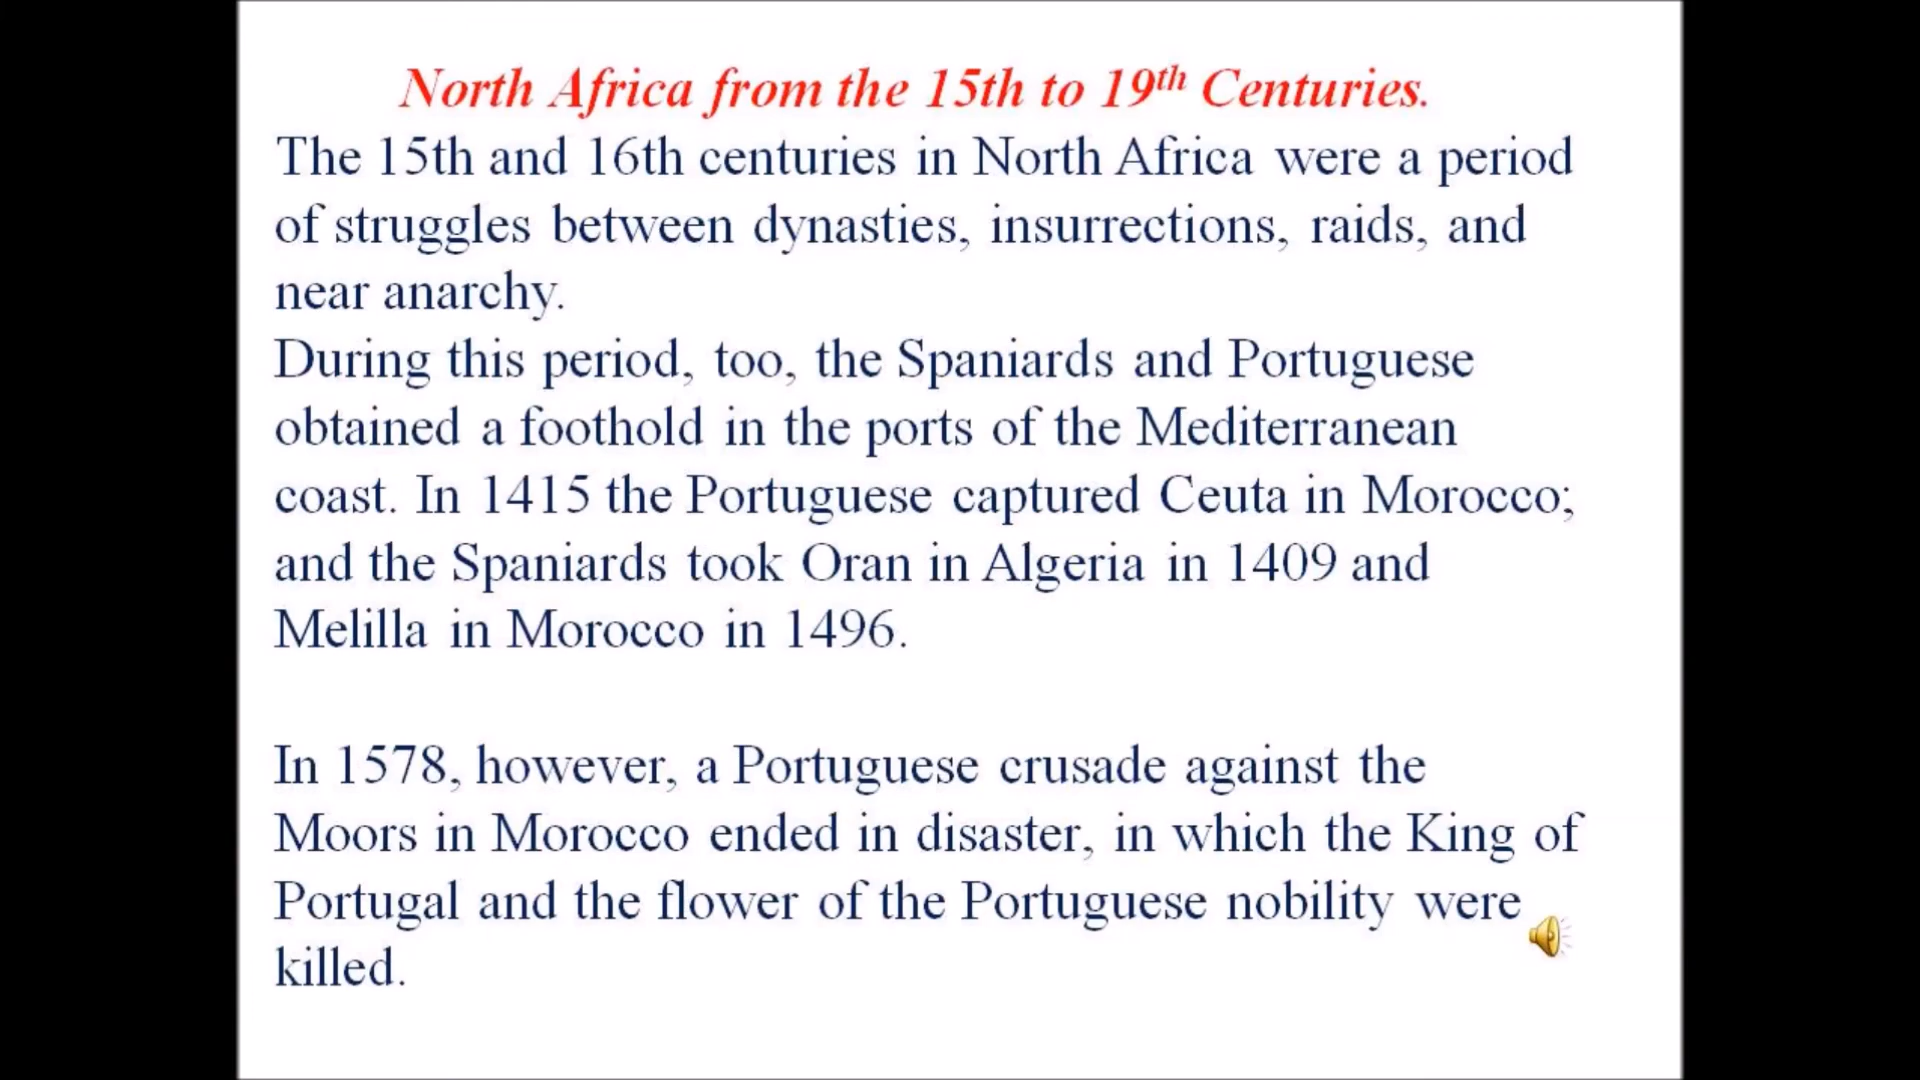 North Africa from the 15th to 19th Centuries.
The 15th and 16th centuries in North Africa were a period
of struggles between dynasties, insurrections, raids, and
near anarchy.
During this period, too, the Spaniards and Portuguese
obtained a foothold in the ports of the Mediterranean
coast. In 1415 the Portuguese captured Ceuta in Morocco;
and the Spaniards took Oran in Algeria in 1409 and
Melilla in Morocco in 1496.
In 1578, however, a Portuguese crusade against the
Moors in Morocco ended in disaster, in which the King of
Portugal and the flower of the Portuguese nobility were
killed.